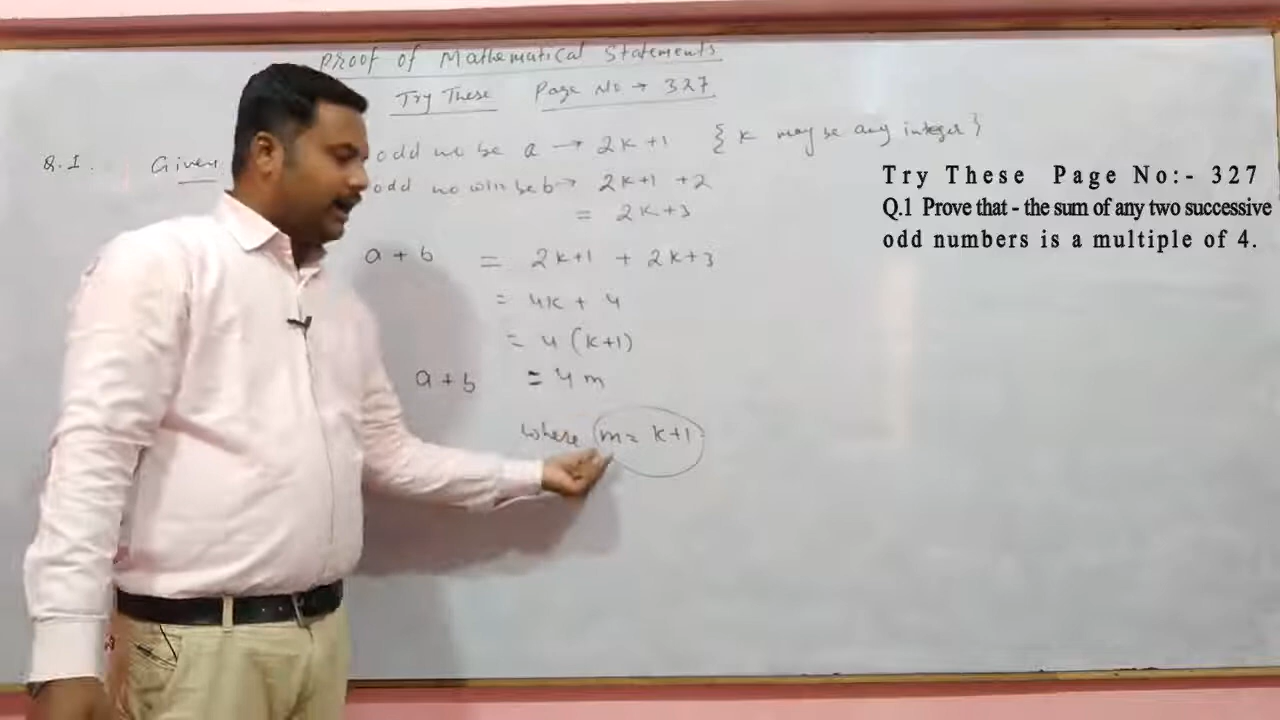 Proof of Mathematical Statements
Try These Page No → 327
Q.1. Given odd no be a → 2k+1 { k may be any integer }
odd no will be b → 2k+1 +2
= 2k+3
a + b = 2k+1 + 2k+3
= 4k + 4
= 4 (k+1)
a + b = 4m
where m = k+1
Try These Page No:- 327
Q.1 Prove that - the sum of any two successive
odd numbers is a multiple of 4.